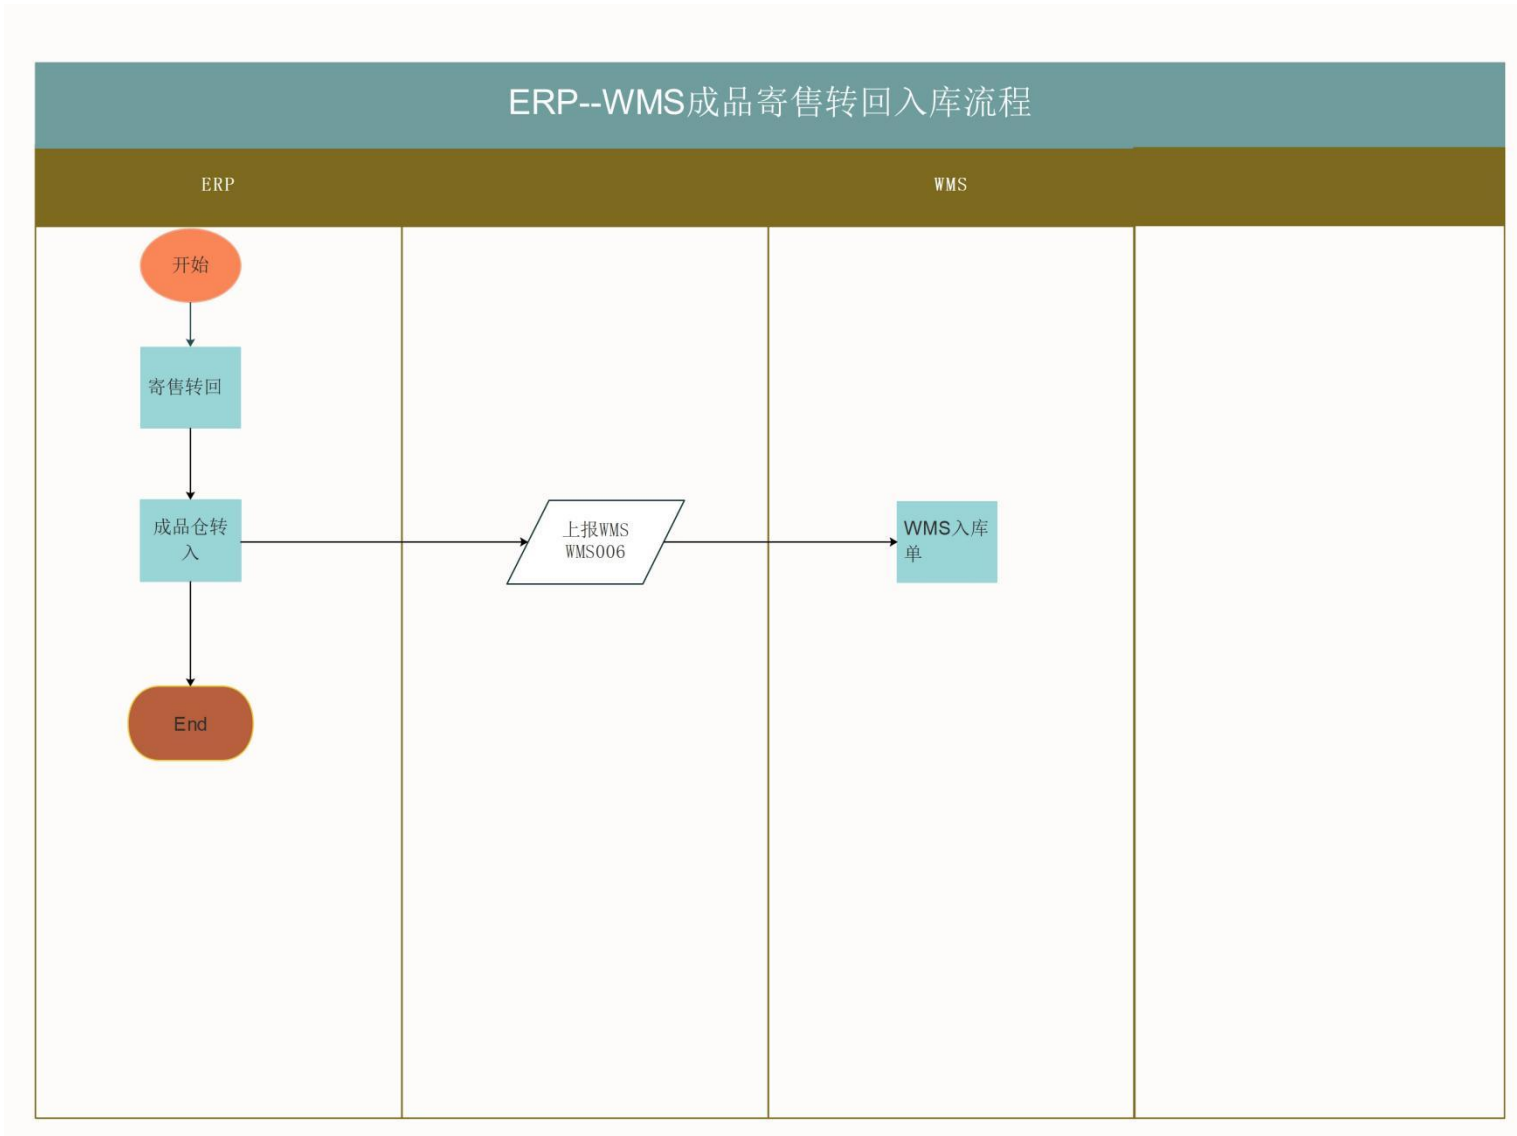 ERP--WMS成品寄售转回入库流程
ERP
WMS
开始
寄售转回
成品仓转
入
上报WMS
WMS006
WMS入库
单
End